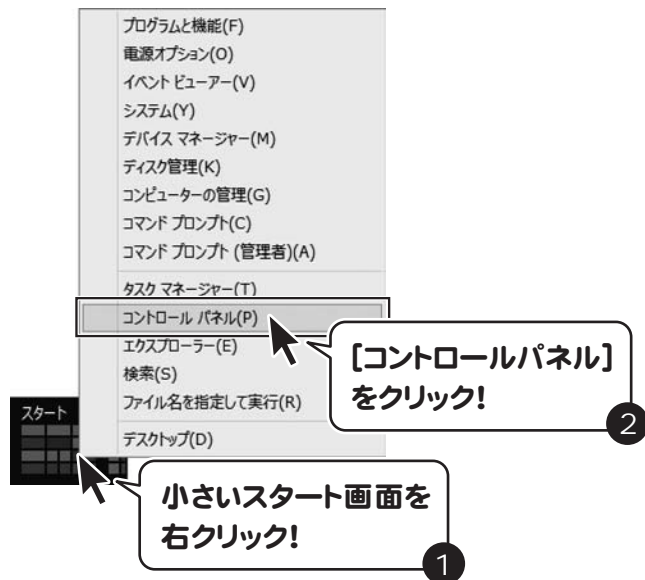 プログラムと機能(F)
電源オプション(O)
イベント ビューアー(V)
システム(Y)
デバイス マネージャー(M)
ディスク管理(K)
コンピューターの管理(G)
コマンド プロンプト(C)
コマンド プロンプト (管理者)(A)
タスク マネージャー(T)
コントロール パネル(P)
エクスプローラー(E)
検索(S)
ファイル名を指定して実行(R)
デスクトップ(D)
[コントロールパネル]
をクリック!
2
スタート
小さいスタート画面を
右クリック!
1